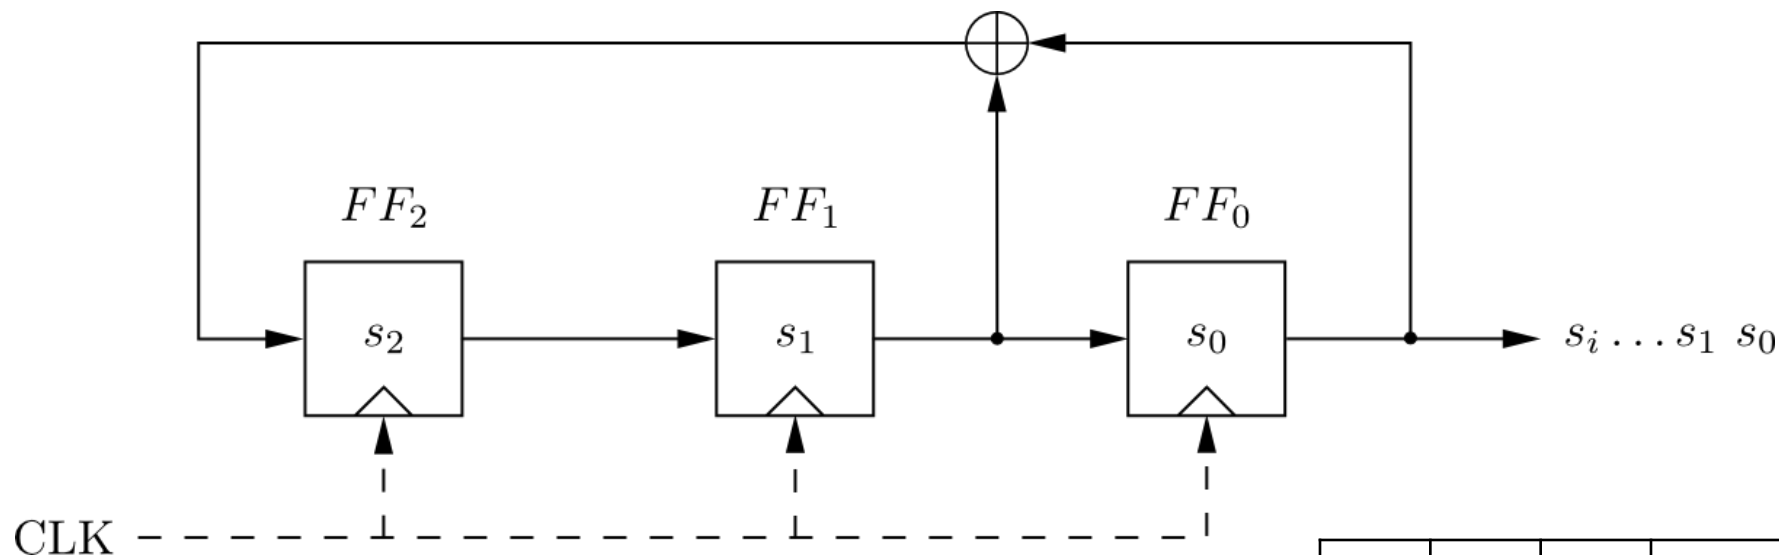 FF₂ FF₁ FF₀
s₂ s₁ s₀ sᵢ ... s₁ s₀
CLK